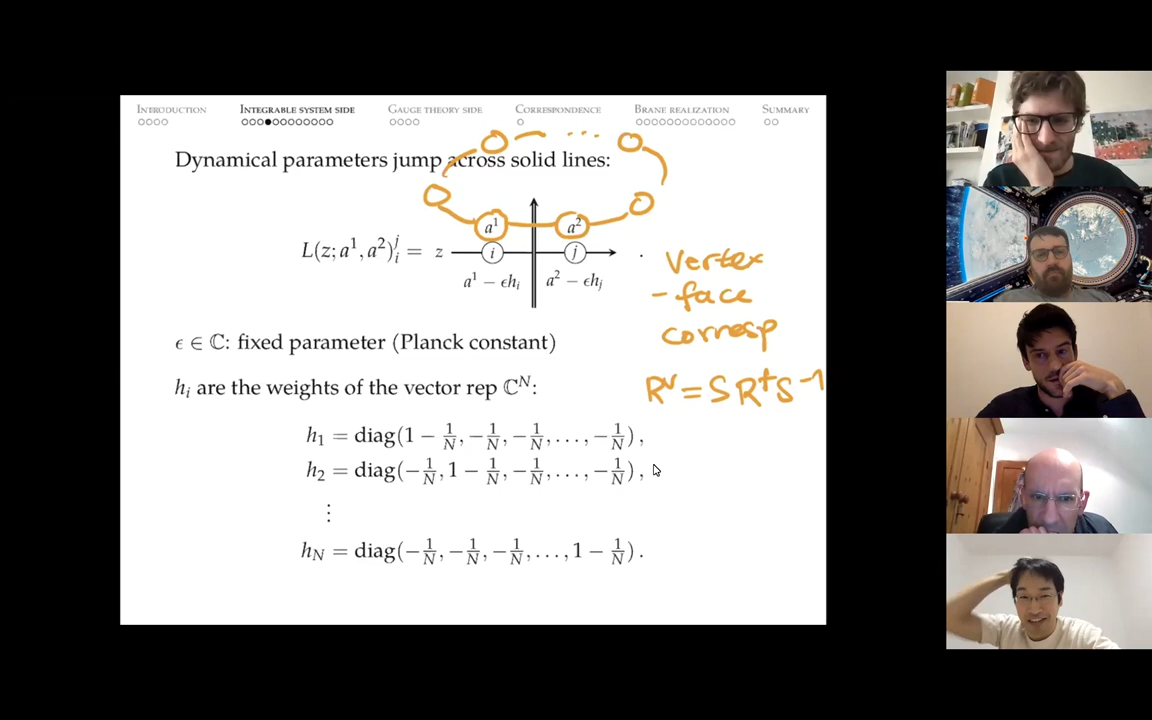 INTRODUCTION INTEGRABLE SYSTEM SIDE GAUGE THEORY SIDE CORRESPONDENCE BRANE REALIZATION SUMMARY
Dynamical parameters jump across solid lines:
L(z; a¹, a²)ᵢʲ = z a¹ a² i j .
a¹ − ϵhᵢ a² − ϵhⱼ
Vertex
- face
corresp
ϵ ∈ ℂ: fixed parameter (Planck constant)
hᵢ are the weights of the vector rep ℂᴺ:
Rᵛ = S R⁺ S⁻¹
h₁ = diag(1 − 1/N, −1/N, −1/N, …, −1/N) ,
h₂ = diag(−1/N, 1 − 1/N, −1/N, …, −1/N) ,
⋮
h_N = diag(−1/N, −1/N, −1/N, …, 1 − 1/N) .